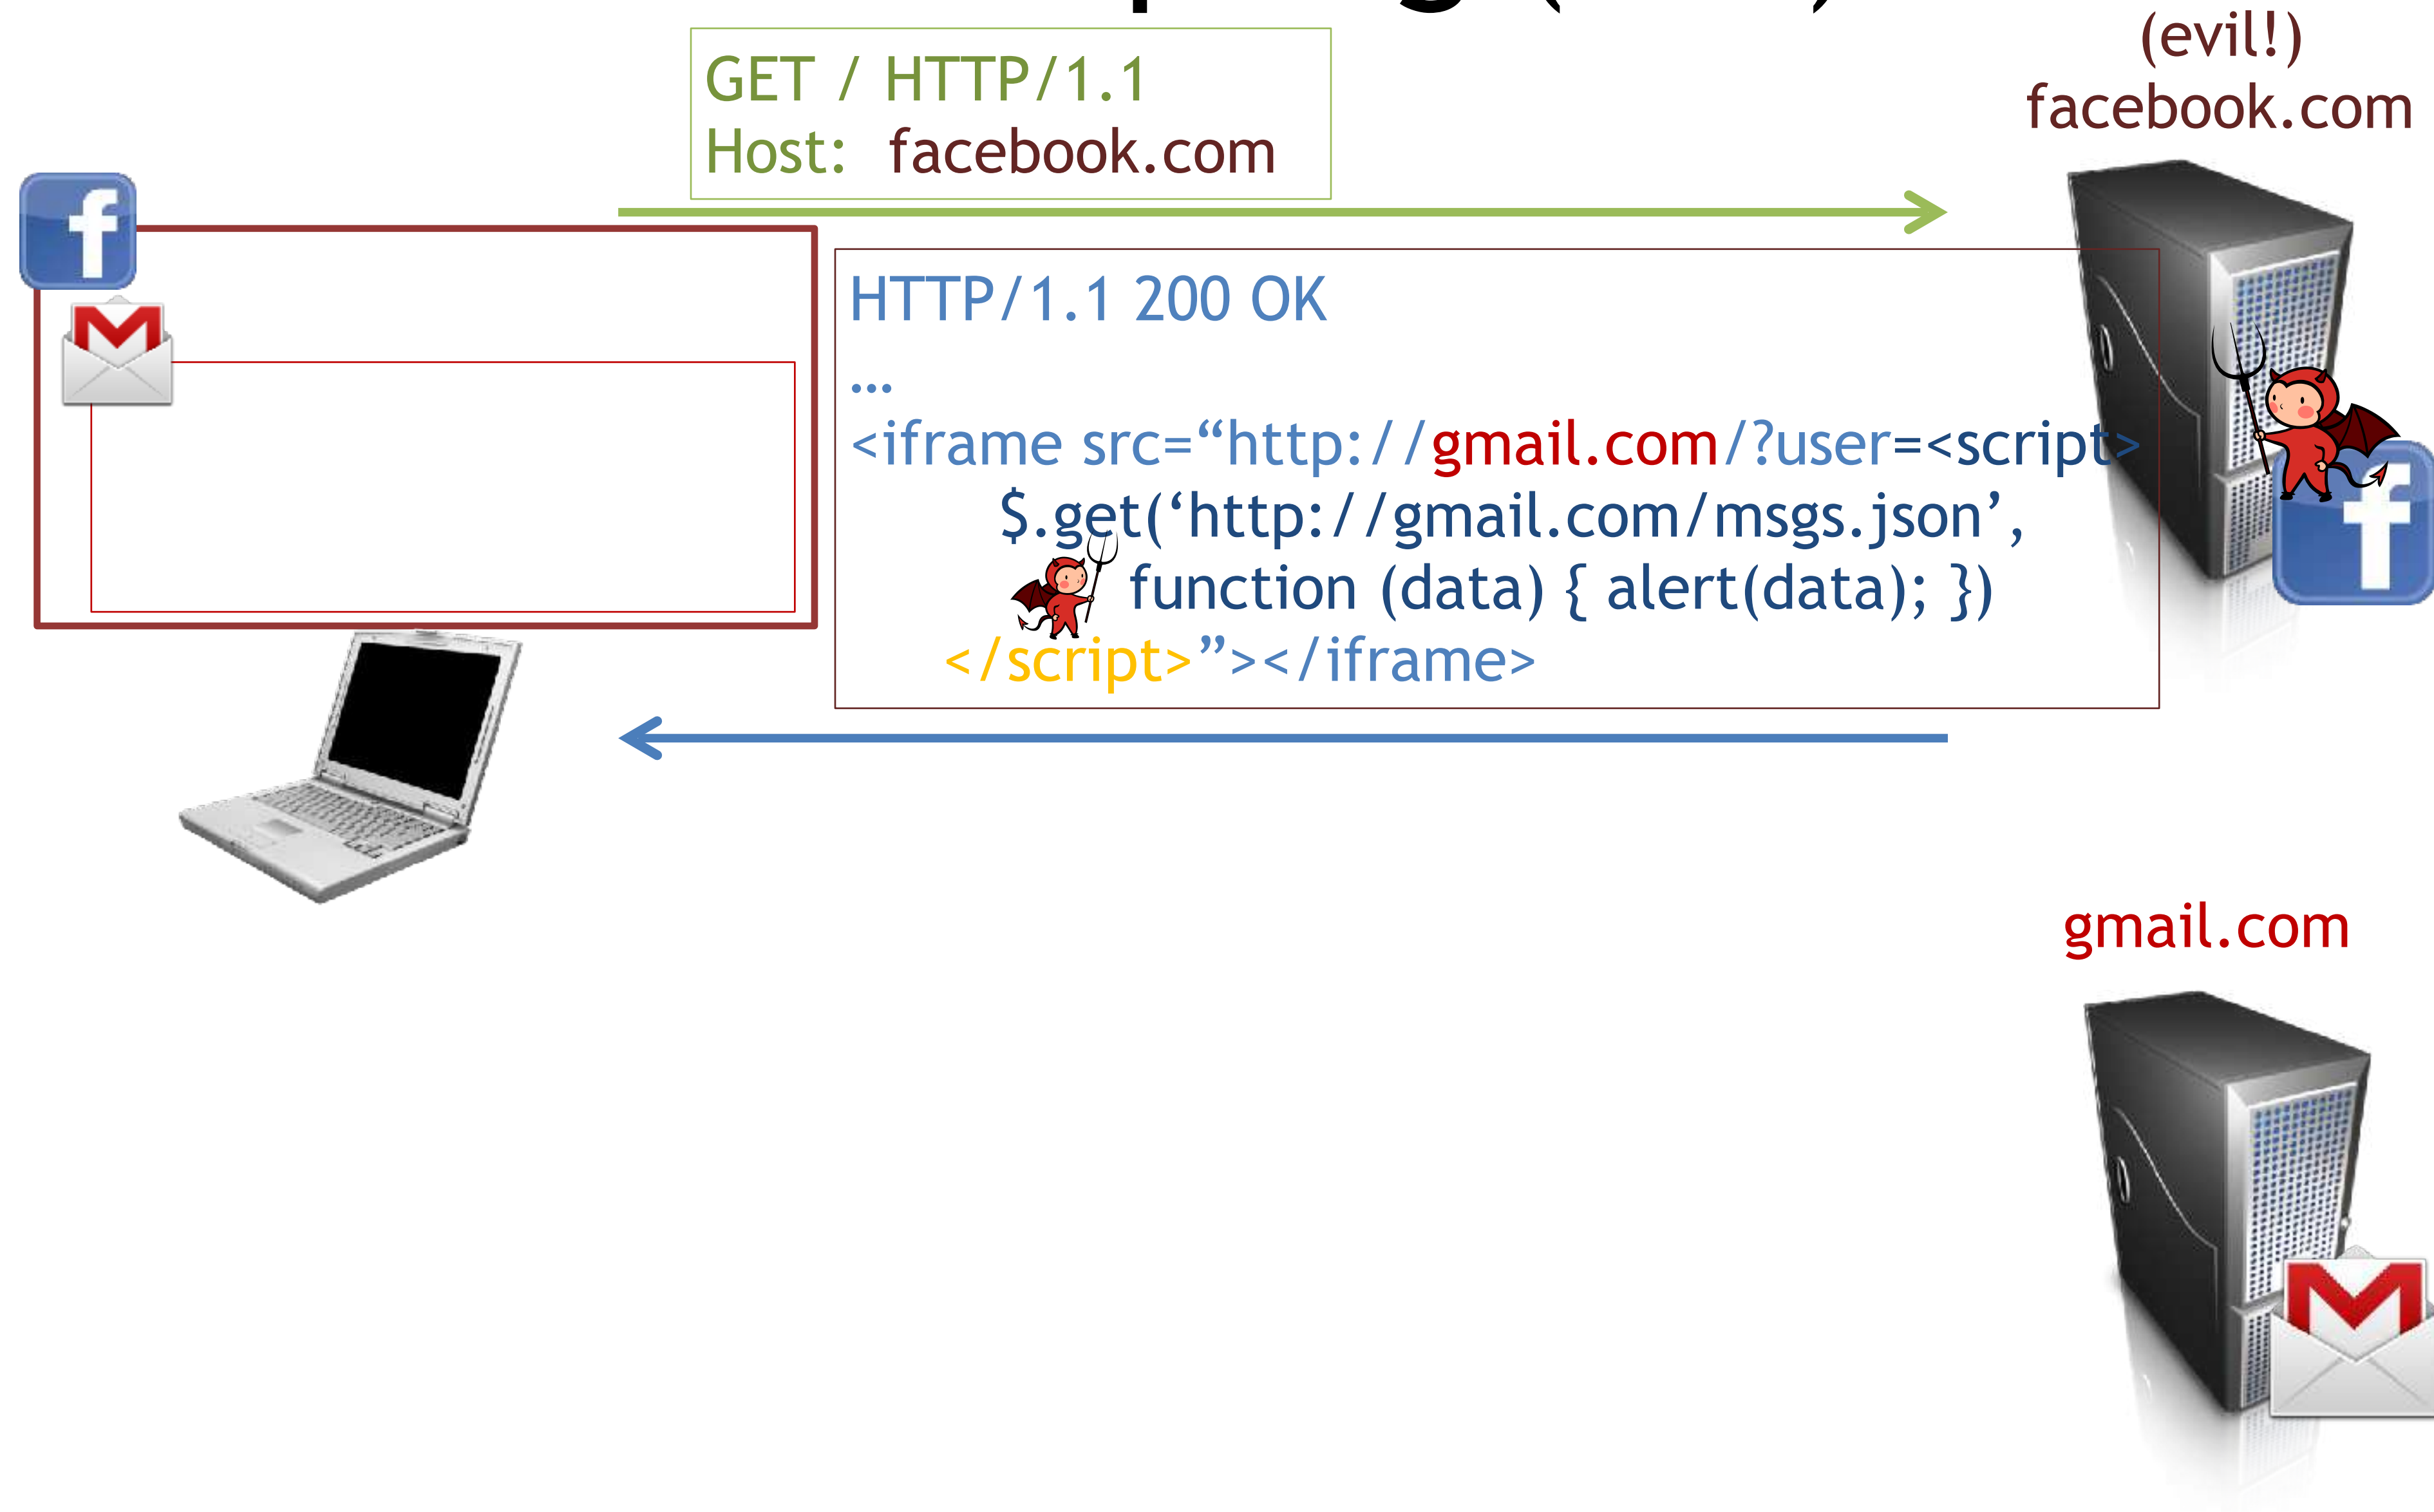 (evil!)
facebook.com
GET / HTTP/1.1
Host: facebook.com
HTTP/1.1 200 OK
…
<iframe src=“http://gmail.com/?user=<script>
$.get(‘http://gmail.com/msgs.json’,
function (data) { alert(data); })
</script>”></iframe>
gmail.com